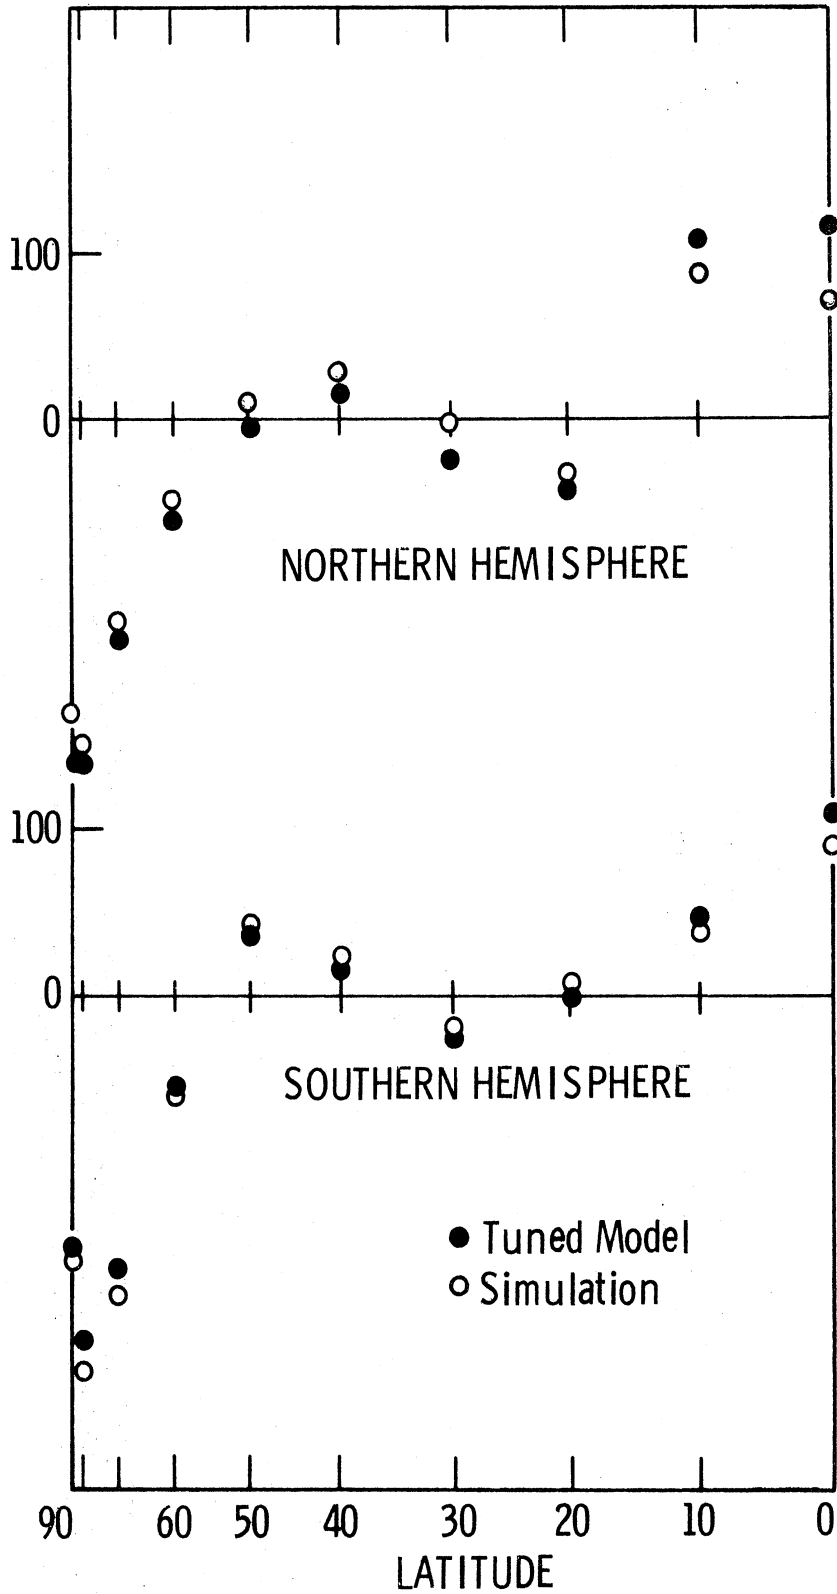 100
0
NORTHERN HEMISPHERE
100
0
SOUTHERN HEMISPHERE
Tuned Model
Simulation
90 60 50 40 30 20 10 0
LATITUDE